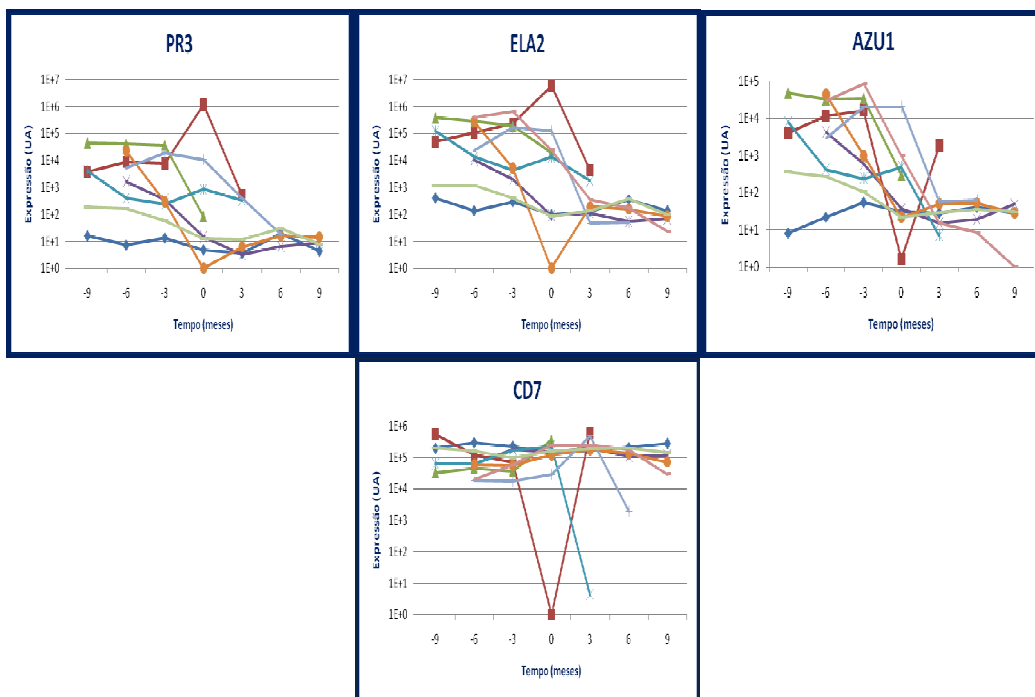 PR3
1E+7
1E+6
1E+5
1E+4
1E+3
1E+2
1E+1
1E+0
Expressão (UA)
-9 -6 -3 0 3 6 9
Tempo (meses)
ELA2
1E+7
1E+6
1E+5
1E+4
1E+3
1E+2
1E+1
1E+0
Expressão (UA)
-9 -6 -3 0 3 6 9
Tempo (meses)
AZU1
1E+5
1E+4
1E+3
1E+2
1E+1
1E+0
Expressão (UA)
-9 -6 -3 0 3 6 9
Tempo (meses)
CD7
1E+6
1E+5
1E+4
1E+3
1E+2
1E+1
1E+0
Expressão (UA)
-9 -6 -3 0 3 6 9
Tempo (meses)